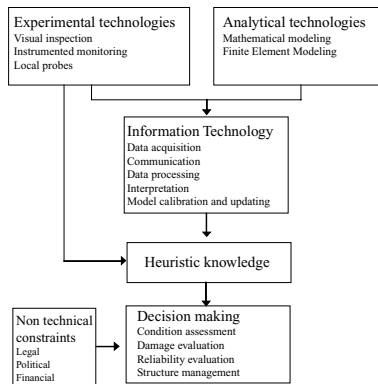 Experimental technologies
Visual inspection
Instrumented monitoring
Local probes
Analytical technologies
Mathematical modeling
Finite Element Modeling
Information Technology
Data acquisition
Communication
Data processing
Interpretation
Model calibration and updating
Heuristic knowledge
Non technical
constraints
Legal
Political
Financial
Decision making
Condition assessment
Damage evaluation
Reliability evaluation
Structure management